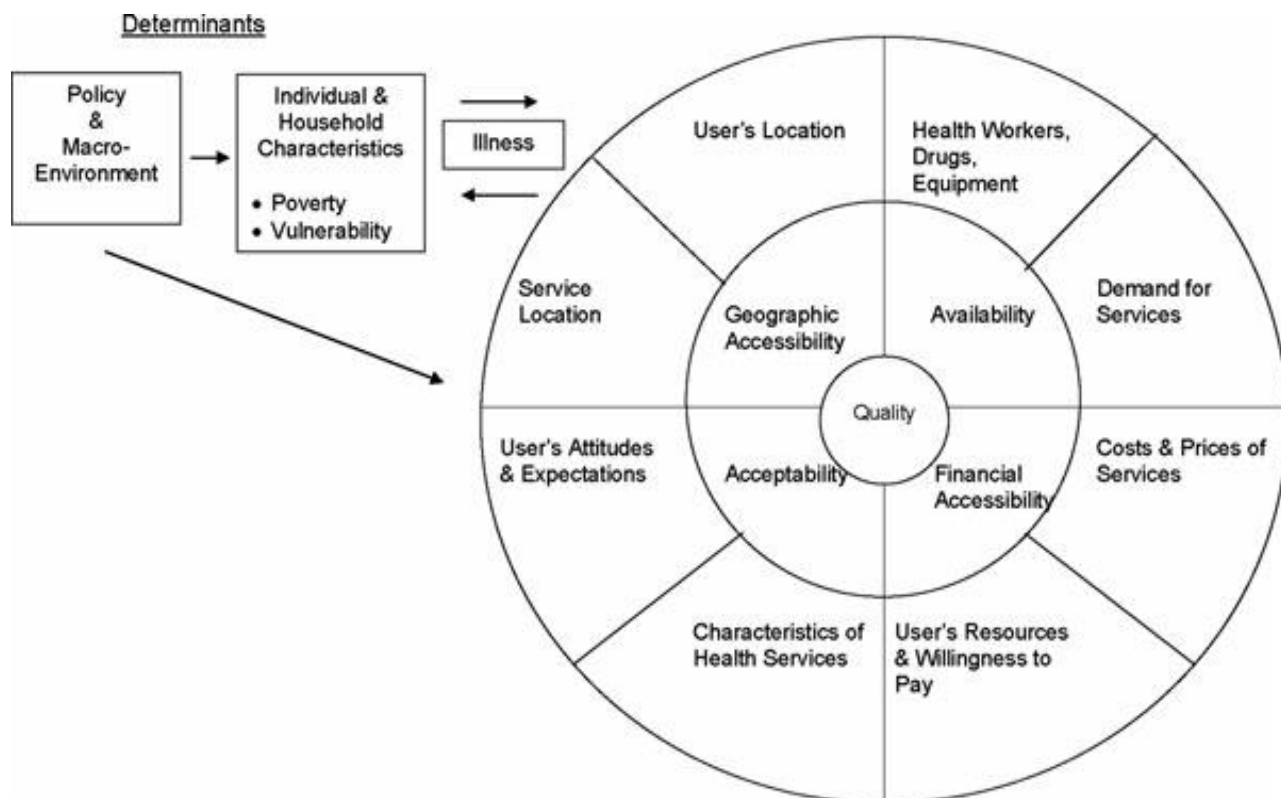 Determinants
Policy
&
Macro-
Environment
Individual &
Household
Characteristics
• Poverty
• Vulnerability
Illness
User's Location
Health Workers,
Drugs,
Equipment
Service
Location
Geographic
Accessibility
Availability
Demand for
Services
Quality
User's Attitudes
& Expectations
Acceptability
Financial
Accessibility
Costs & Prices of
Services
Characteristics of
Health Services
User's Resources
& Willingness to
Pay